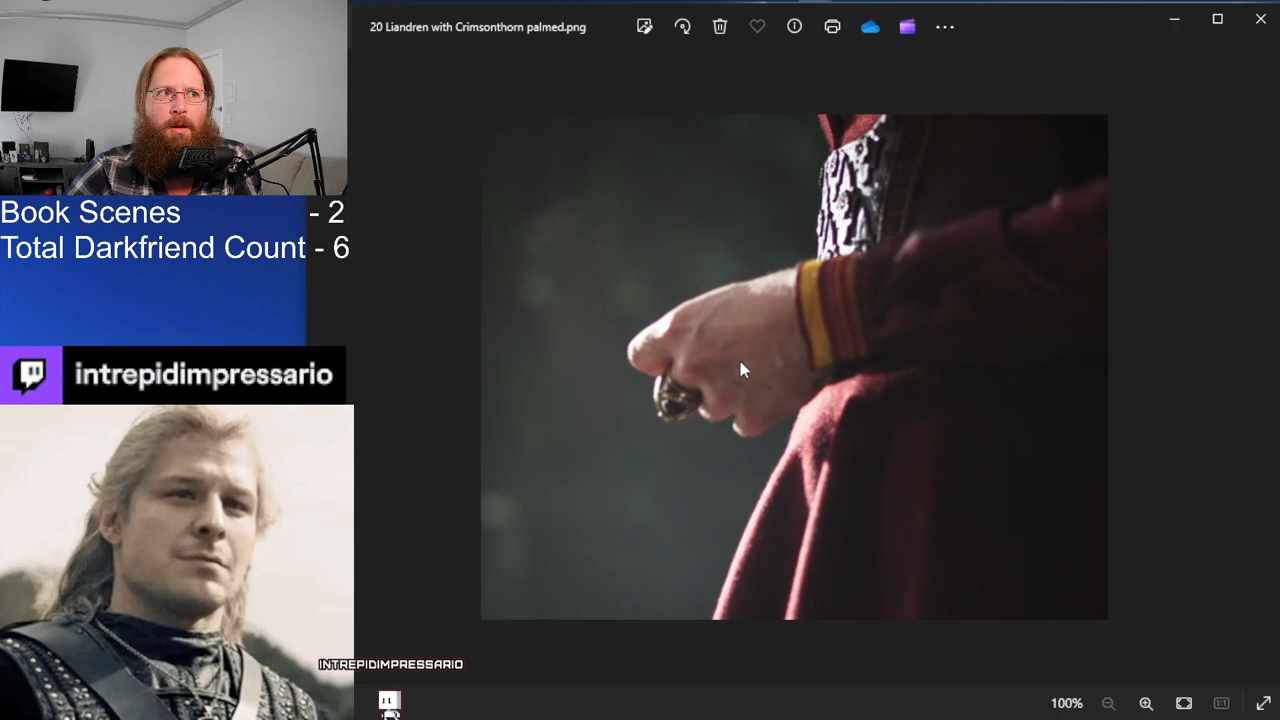 20 Liandren with Crimsonthorn palmed.png
Book Scenes - 2
Total Darkfriend Count - 6
intrepidimpressario
INTREPIDIMPRESSARIO
100%